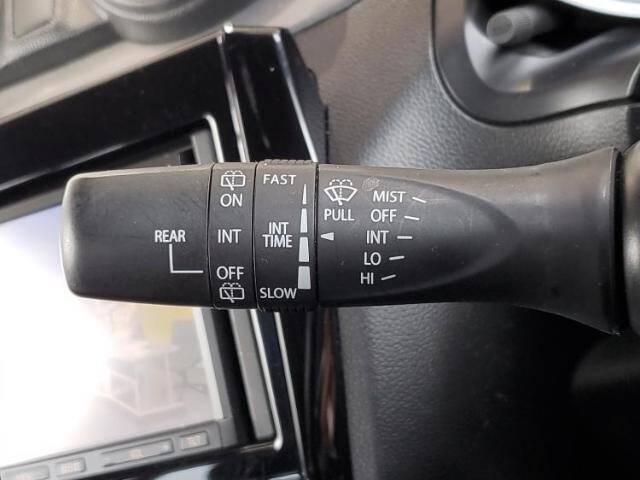 REAR
ON
INT
OFF
FAST
INT
TIME
SLOW
PULL
MIST
OFF
INT
LO
HI